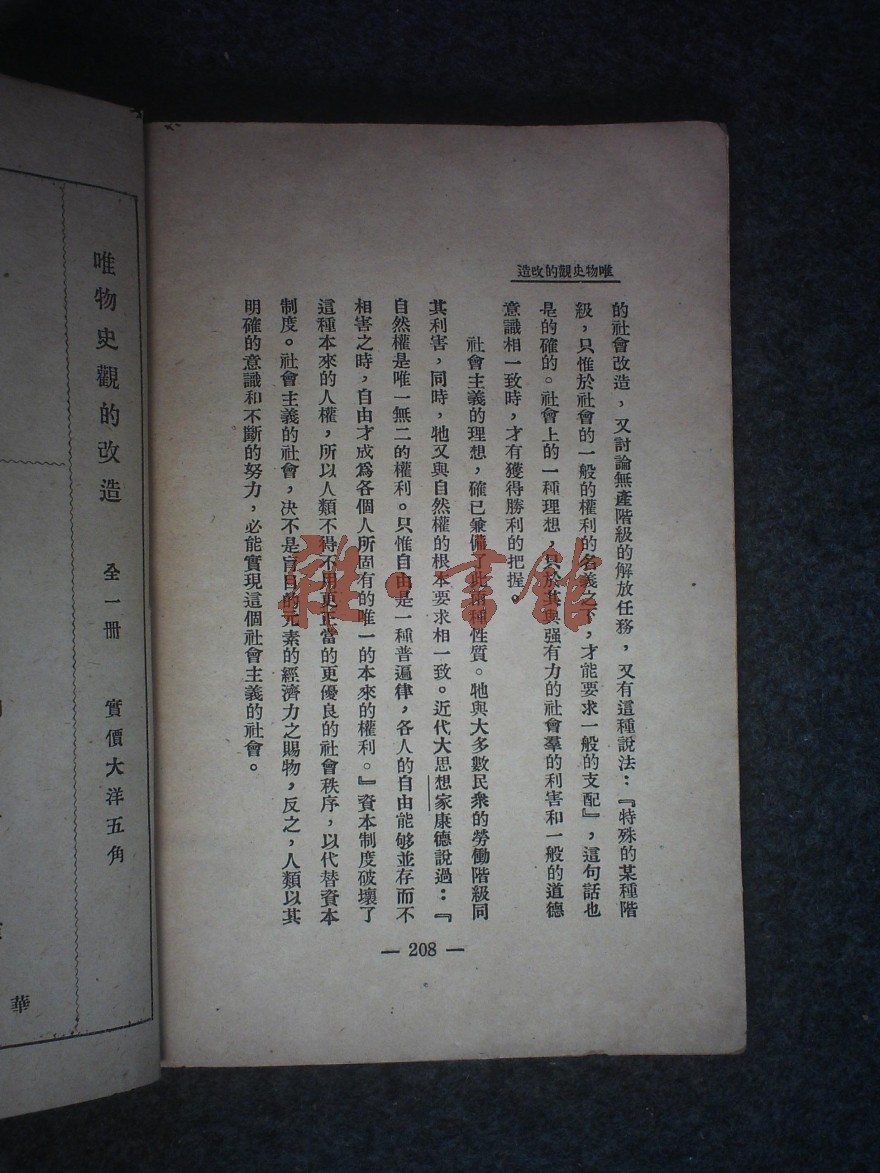 唯物史觀的改造
的社會改造，又討論無產階級的解放任務，又有這種說法：『特殊的某種階
級，只惟於社會的一般的權利的名義之下，才能要求一般的支配』，這句話也
是的確的。社會上的一種理想，只於其與强有力的社會羣的利害和一般的道德
意識相一致時，才有獲得勝利的把握。
社會主義的理想，確已兼備了此兩種性質。牠與大多數民衆的勞働階級同
其利害，同時，牠又與自然權的根本要求相一致。近代大思想家康德說過：『
自然權是唯一無二的權利。只惟自由是一種普遍律，各人的自由能够並存而不
相害之時，自由才成爲各個人所固有的唯一的本來的權利。』資本制度破壞了
這種本來的人權，所以人類不得不用更正當的更優良的社會秩序，以代替資本
制度。社會主義的社會，决不是盲目的元素的經濟力之賜物，反之，人類以其
明確的意識和不斷的努力，必能實現這個社會主義的社會。
— 208 —
唯物史觀的改造 全一冊 實價大洋五角
華
雜·書館